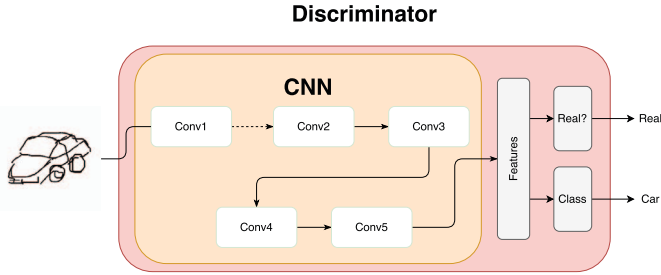 Discriminator
CNN
Conv1
Conv2
Conv3
Conv4
Conv5
Features
Real?
Real
Class
Car